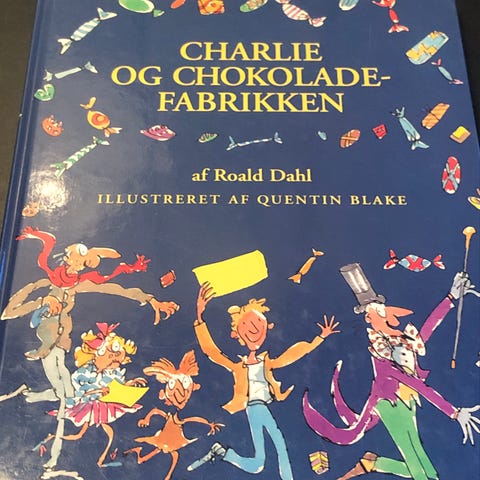 CHARLIE
OG CHOKOLADE-
FABRIKKEN
af Roald Dahl
ILLUSTRERET AF QUENTIN BLAKE